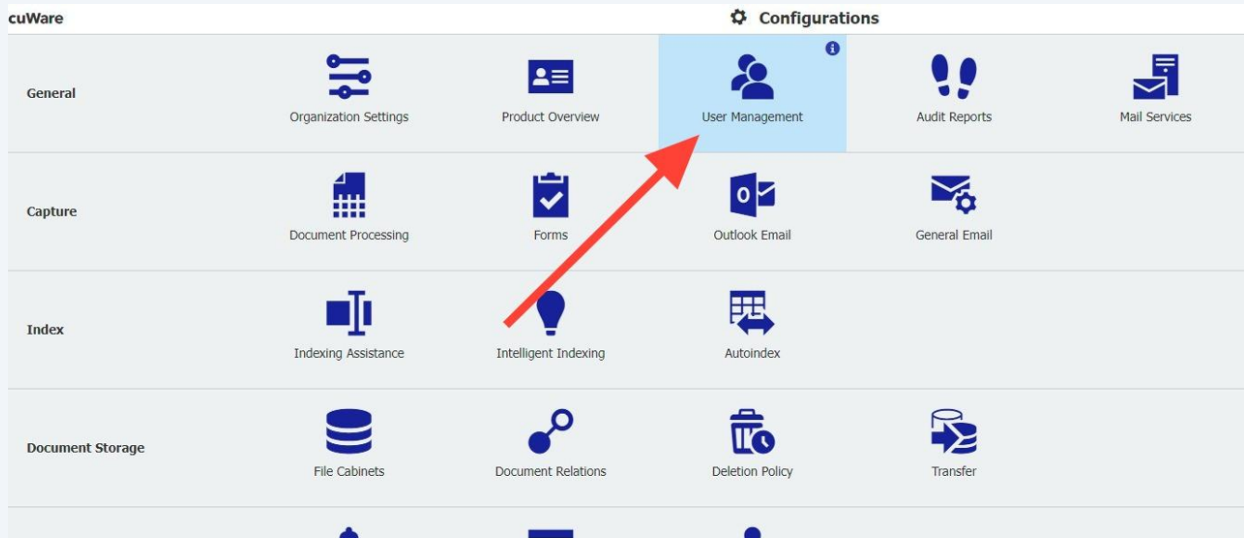 cuWare
Configurations
General
Organization Settings
Product Overview
User Management
Audit Reports
Mail Services
Capture
Document Processing
Forms
Outlook Email
General Email
Index
Indexing Assistance
Intelligent Indexing
Autoindex
Document Storage
File Cabinets
Document Relations
Deletion Policy
Transfer